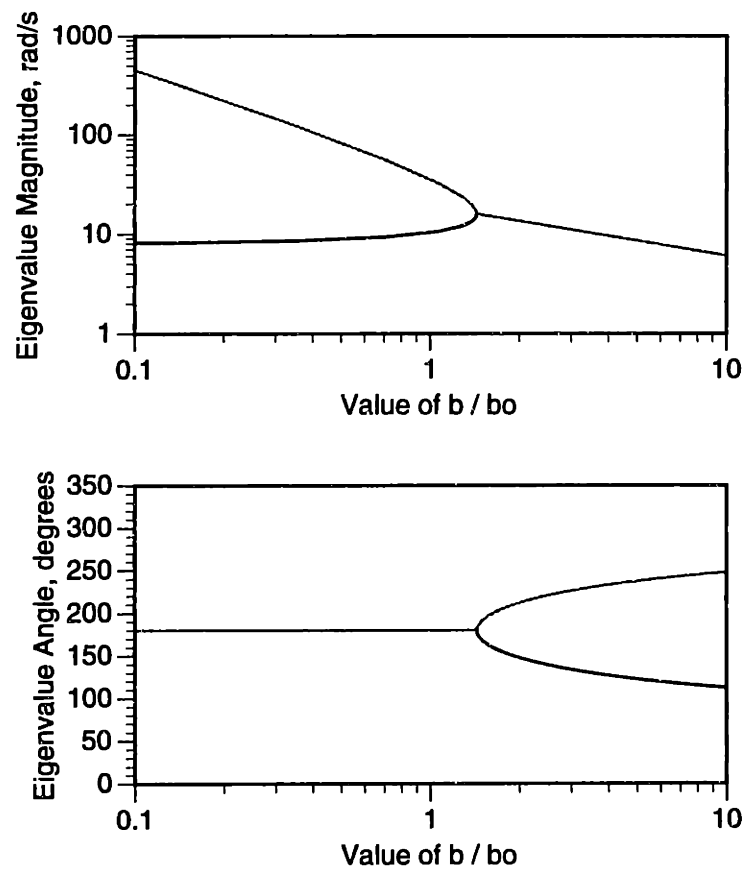 Eigenvalue Magnitude, rad/s
1000
100
10
1
0.1 1 10
Value of b / bo
Eigenvalue Angle, degrees
350
300
250
200
150
100
50
0
0.1 1 10
Value of b / bo